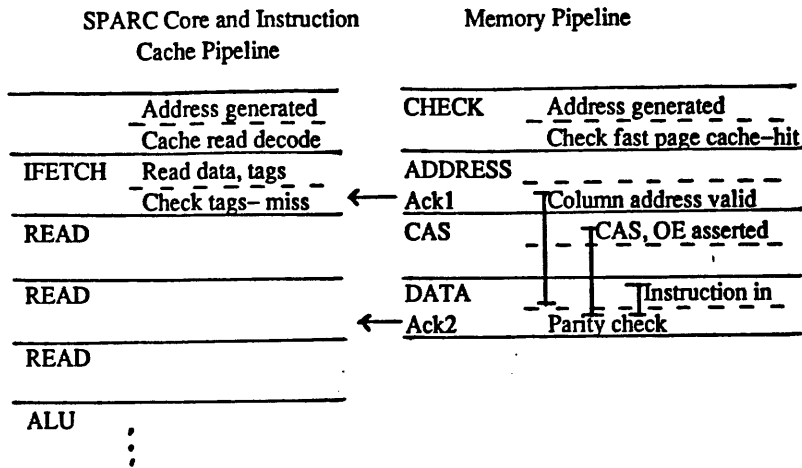 SPARC Core and Instruction
Cache Pipeline
Memory Pipeline
Address generated
Cache read decode
IFETCH Read data, tags
Check tags– miss
READ
READ
READ
ALU
CHECK Address generated
Check fast page cache–hit
ADDRESS
Ack1 Column address valid
CAS CAS, OE asserted
DATA Instruction in
Ack2 Parity check